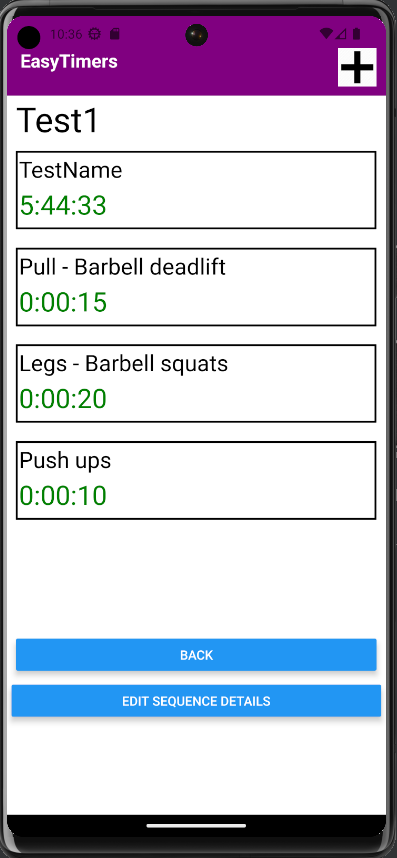 10:36
EasyTimers
Test1
TestName
5:44:33
Pull - Barbell deadlift
0:00:15
Legs - Barbell squats
0:00:20
Push ups
0:00:10
BACK
EDIT SEQUENCE DETAILS